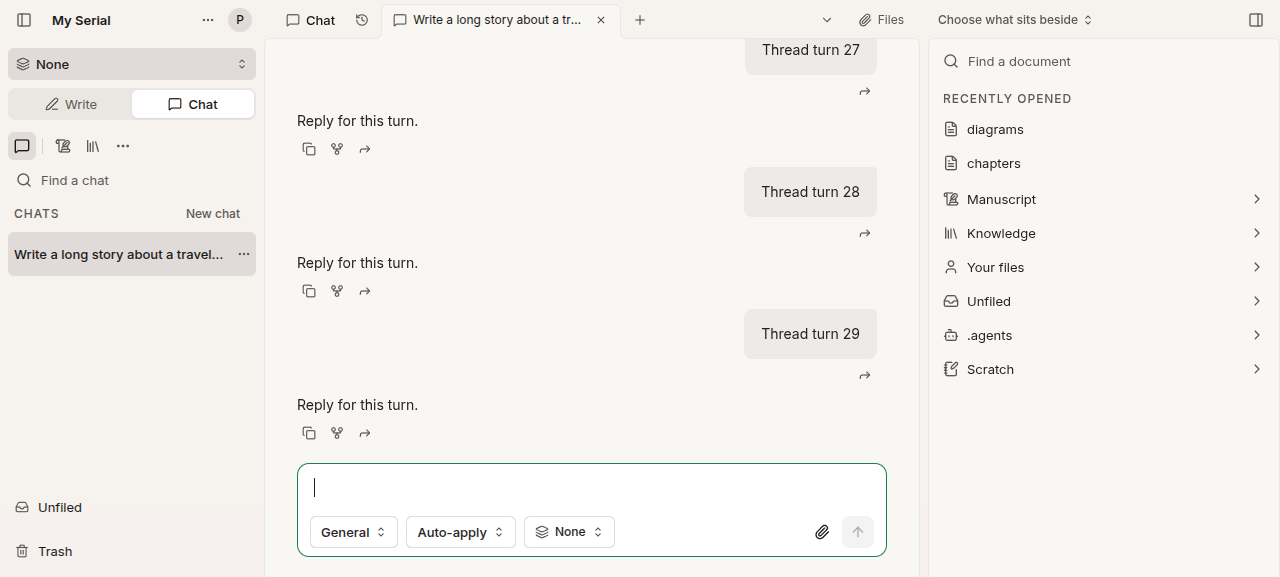 My Serial
P
Chat
Write a long story about a tr...
Files
Choose what sits beside
None
Write
Chat
Find a chat
CHATS
New chat
Write a long story about a travel...
Unfiled
Trash
Thread turn 27
Reply for this turn.
Thread turn 28
Reply for this turn.
Thread turn 29
Reply for this turn.
General
Auto-apply
None
Find a document
RECENTLY OPENED
diagrams
chapters
Manuscript
Knowledge
Your files
Unfiled
.agents
Scratch